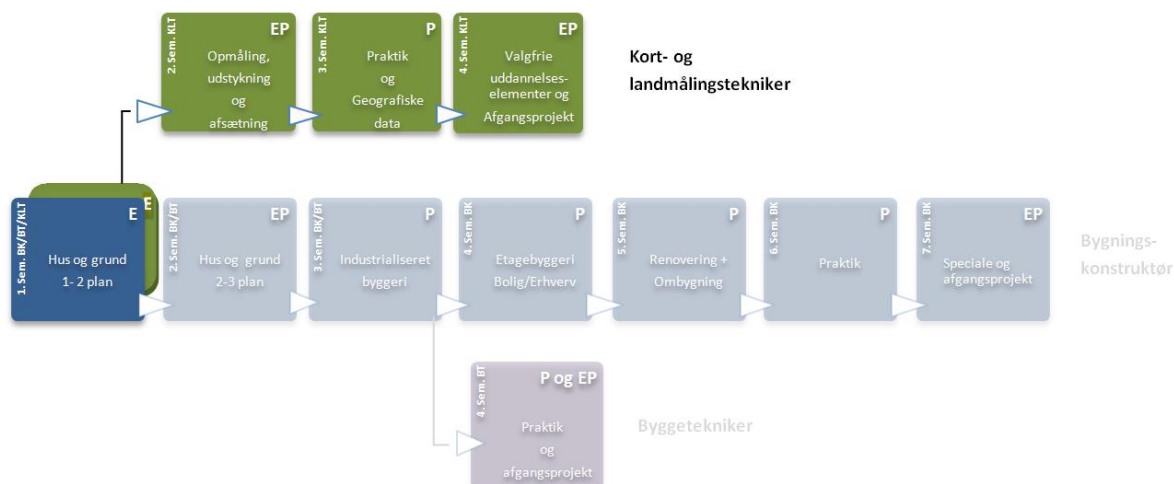 2. Sem. KLT
EP
Opmåling,
udstykning
og
afsætning
3. Sem. KLT
P
Praktik
og
Geografiske
data
4. Sem. KLT
EP
Valgfrie
uddannelses-
elementer og
Afgangsprojekt
Kort- og
landmålingstekniker
E
1. Sem. BK/BT/KLT
E
Hus og grund
1- 2 plan
2. Sem. BK/BT
EP
Hus og grund
2-3 plan
3. Sem. BK/BT
P
Industrialiseret
byggeri
4. Sem. BK
P
Etagebyggeri
Bolig/Erhverv
5. Sem. BK
P
Renovering +
Ombygning
6. Sem. BK
P
Praktik
7. Sem. BK
EP
Speciale og
afgangsprojekt
Bygnings-
konstruktør
4. Sem. BT
P og EP
Praktik
og
afgangsprojekt
Byggetekniker